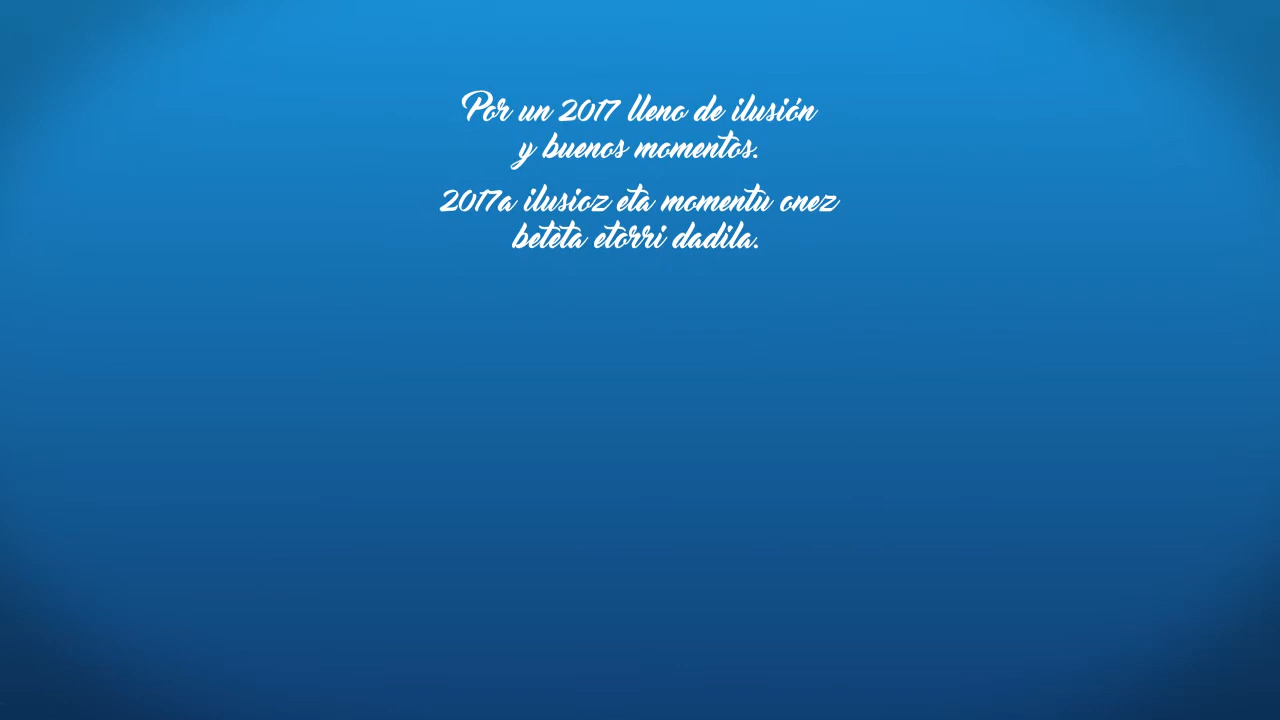 Por un 2017 lleno de ilusión
y buenos momentos.
2017a ilusioz eta momentu onez
beteta etorri dadila.